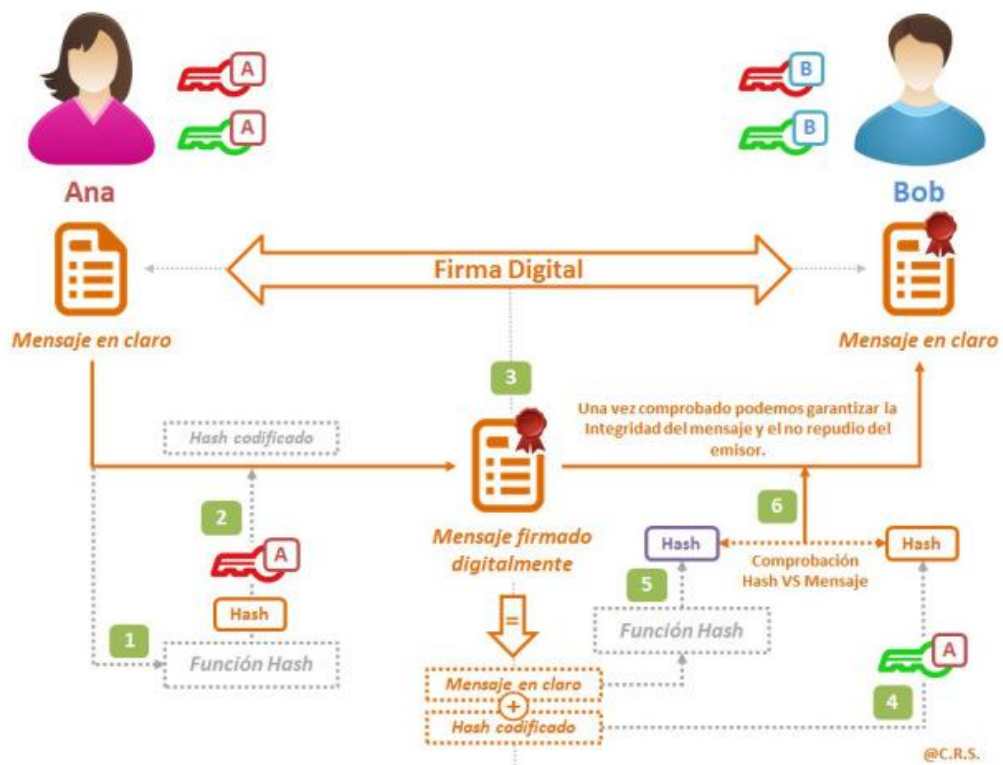 A
B
A
B
Ana
Bob
Firma Digital
Mensaje en claro
Mensaje en claro
3
Una vez comprobado podemos garantizar la
Integridad del mensaje y el no repudio del
emisor.
Hash codificado
2
6
Mensaje firmado
digitalmente
A
Hash
Hash
Comprobación
Hash VS Mensaje
5
Hash
1
Función Hash
=
Función Hash
A
4
Mensaje en claro
+
Hash codificado
@C.R.S.